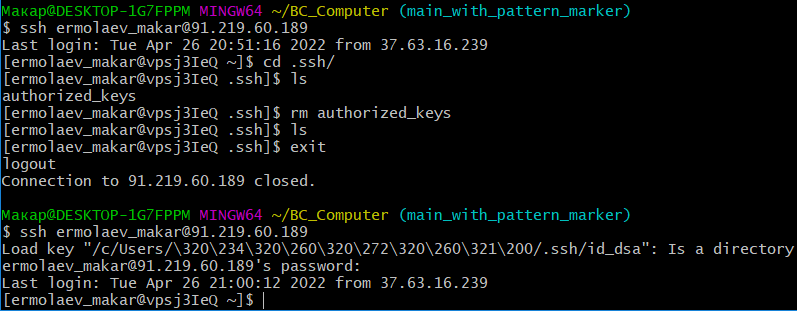 Макар@DESKTOP-1G7FPPM MINGW64 ~/BC_Computer (main_with_pattern_marker)
$ ssh ermolaev_makar@91.219.60.189
Last login: Tue Apr 26 20:51:16 2022 from 37.63.16.239
[ermolaev_makar@vpsj3IeQ ~]$ cd .ssh/
[ermolaev_makar@vpsj3IeQ .ssh]$ ls
authorized_keys
[ermolaev_makar@vpsj3IeQ .ssh]$ rm authorized_keys
[ermolaev_makar@vpsj3IeQ .ssh]$ ls
[ermolaev_makar@vpsj3IeQ .ssh]$ exit
logout
Connection to 91.219.60.189 closed.
Макар@DESKTOP-1G7FPPM MINGW64 ~/BC_Computer (main_with_pattern_marker)
$ ssh ermolaev_makar@91.219.60.189
Load key "/c/Users/\320\234\320\260\320\272\320\260\321\200/.ssh/id_dsa": Is a directory
ermolaev_makar@91.219.60.189's password:
Last login: Tue Apr 26 21:00:12 2022 from 37.63.16.239
[ermolaev_makar@vpsj3IeQ ~]$